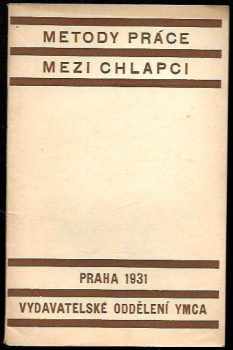 METODY PRÁCE
MEZI CHLAPCI
PRAHA 1931
VYDAVATELSKÉ ODDĚLENÍ YMCA